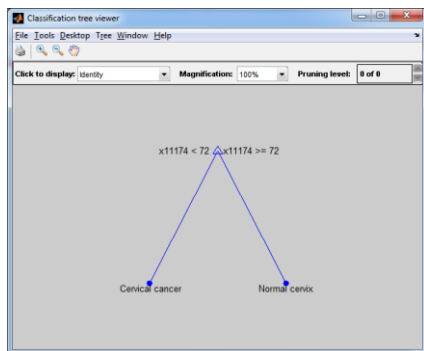 Classification tree viewer
File Tools Desktop Tree Window Help
Click to display: Identity Magnification: 100% Pruning level: 0 of 0
x11174 < 72 x11174 >= 72
Cervical cancer Normal cervix